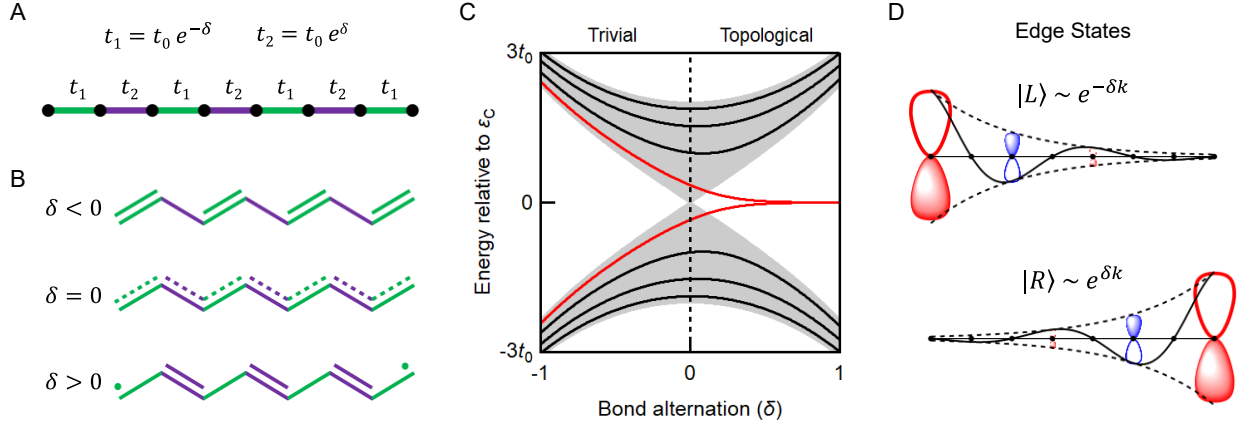 A
t₁ = t₀ e^{-δ} t₂ = t₀ e^{δ}
t₁ t₂ t₁ t₂ t₁ t₂ t₁
B
δ < 0
δ = 0
δ > 0
C
Trivial Topological
3t₀
0
-3t₀
Energy relative to ε_C
-1 0 1
Bond alternation (δ)
D
Edge States
|L⟩ ~ e^{-δk}
|R⟩ ~ e^{δk}